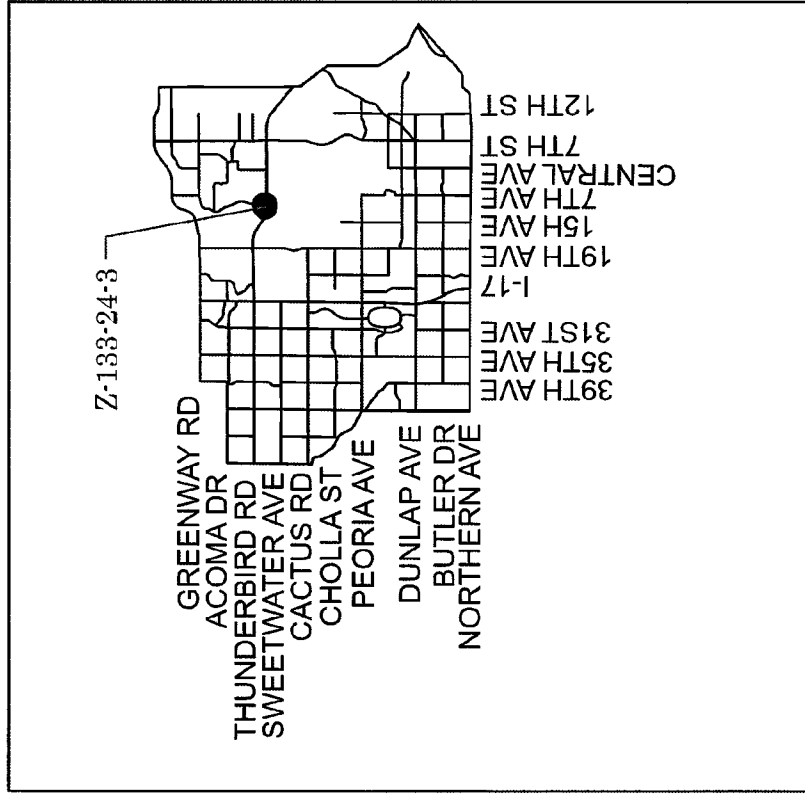 Z-133-24-3
GREENWAY RD
ACOMA DR
THUNDERBIRD RD
SWEETWATER AVE
CACTUS RD
CHOLLA ST
PEORIA AVE
DUNLAP AVE
BUTLER DR
NORTHERN AVE
39TH AVE
35TH AVE
31ST AVE
I-17
19TH AVE
15H AVE
7TH AVE
CENTRAL AVE
7TH ST
12TH ST